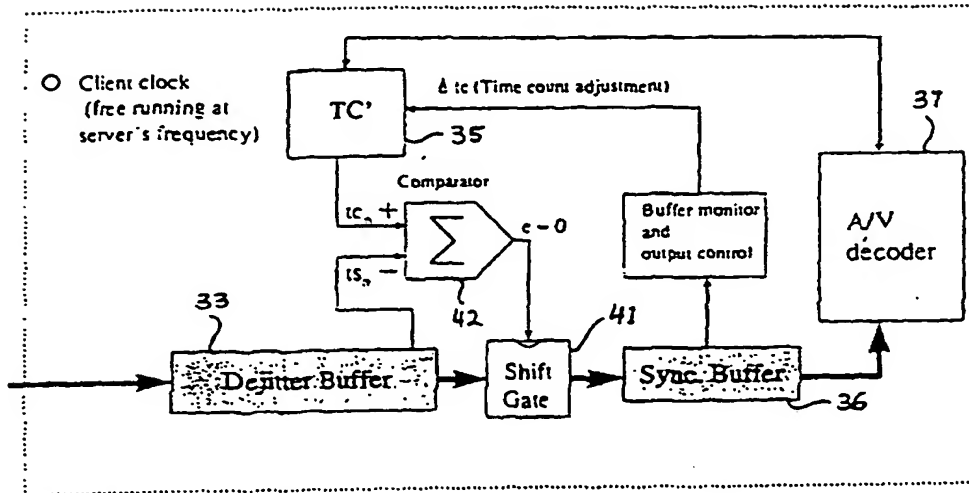 Client clock
(free running at
server's frequency)
TC'
35
Δ tc (Time count adjustment)
37
A/V
décoder
Comparator
tcₙ +
Σ
e = 0
tsₙ −
42
Buffer monitor
and
output control
33
41
Dejitter Buffer
Shift
Gate
Sync Buffer
36